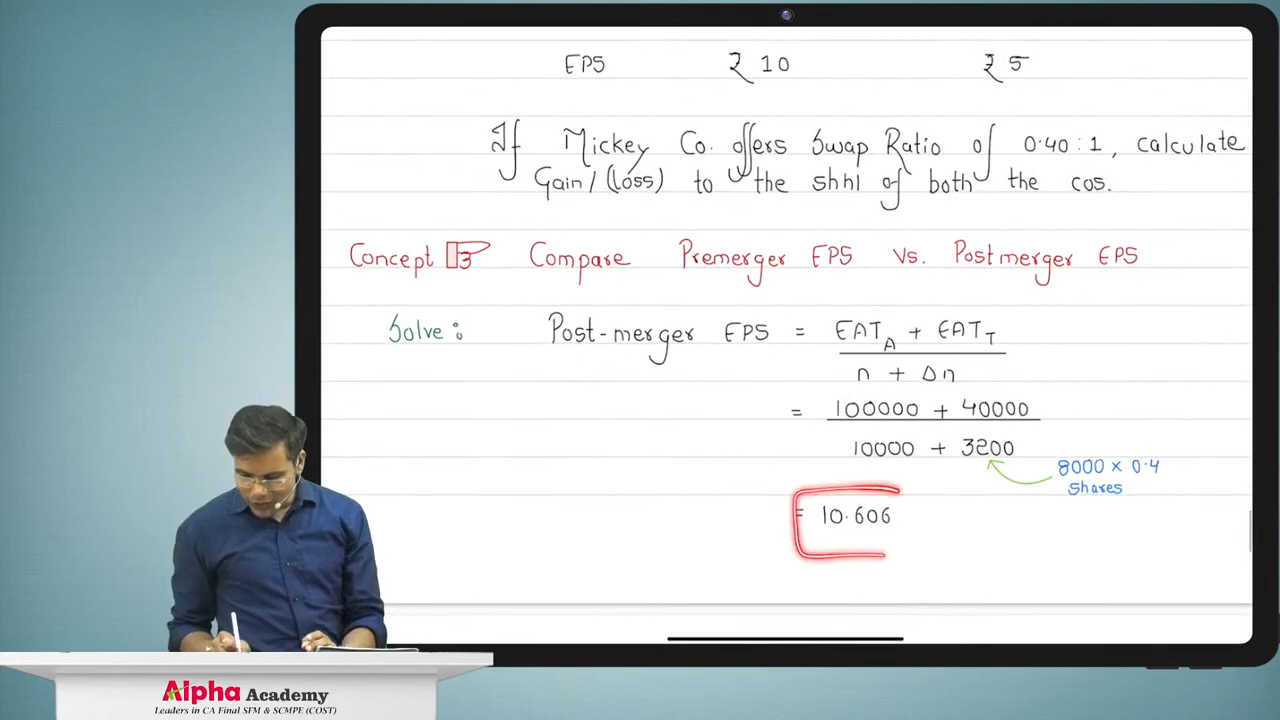 EPS ₹ 10 ₹ 5
If Mickey Co. offers Swap Ratio of 0.40 : 1, calculate
Gain/(Loss) to the shhl of both the cos.
Concept Compare Premerger EPS vs. Postmerger EPS
Solve: Post-merger EPS = EAT_A + EAT_T
n + Δn
= 100000 + 40000
10000 + 3200
8000 × 0.4
Shares
= 10.606
Alpha Academy
Leaders in CA Final SFM & SCMPE (COST)